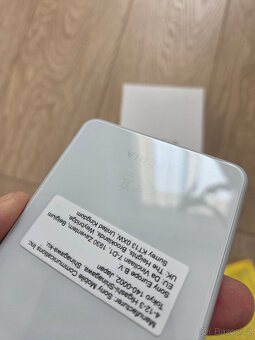 XPERIA
Manufacturer: Sony Mobile Communications Inc.
4-12-3 Higashi-Shinagawa, Shinagawa-ku,
Tokyo 140-0002, Japan
EU: Sony Europe B.V.
Da Vincilaan 7-D1, 1930 Zaventem, Belgium
UK: The Heights, Brooklands, Weybridge,
Surrey KT13 0XW, United Kingdom